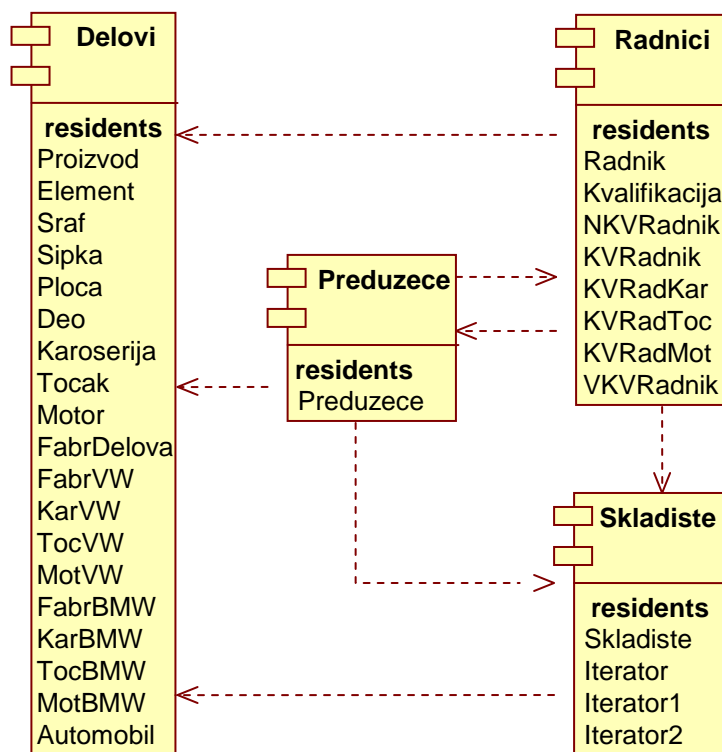 Delovi
residents
Proizvod
Element
Sraf
Sipka
Ploca
Deo
Karoserija
Tocak
Motor
FabrDelova
FabrVW
KarVW
TocVW
MotVW
FabrBMW
KarBMW
TocBMW
MotBMW
Automobil
Preduzece
residents
Preduzece
Radnici
residents
Radnik
Kvalifikacija
NKVRadnik
KVRadnik
KVRadKar
KVRadToc
KVRadMot
VKVRadnik
Skladiste
residents
Skladiste
Iterator
Iterator1
Iterator2